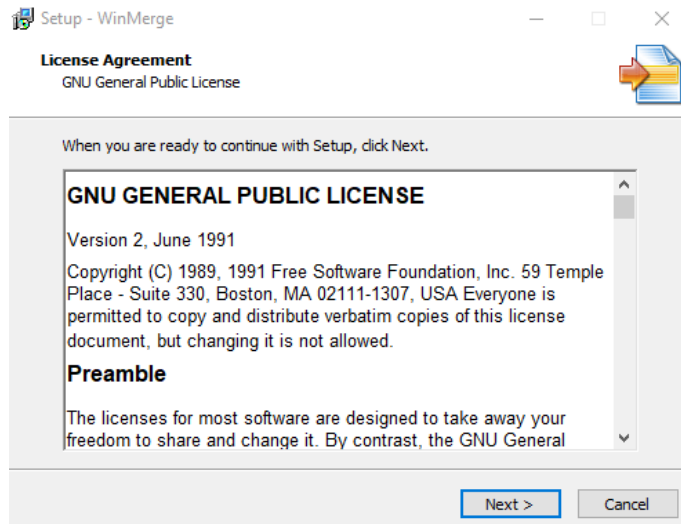 Setup - WinMerge
License Agreement
GNU General Public License
When you are ready to continue with Setup, click Next.
GNU GENERAL PUBLIC LICENSE
Version 2, June 1991
Copyright (C) 1989, 1991 Free Software Foundation, Inc. 59 Temple
Place - Suite 330, Boston, MA 02111-1307, USA Everyone is
permitted to copy and distribute verbatim copies of this license
document, but changing it is not allowed.
Preamble
The licenses for most software are designed to take away your
freedom to share and change it. By contrast, the GNU General
Next >
Cancel